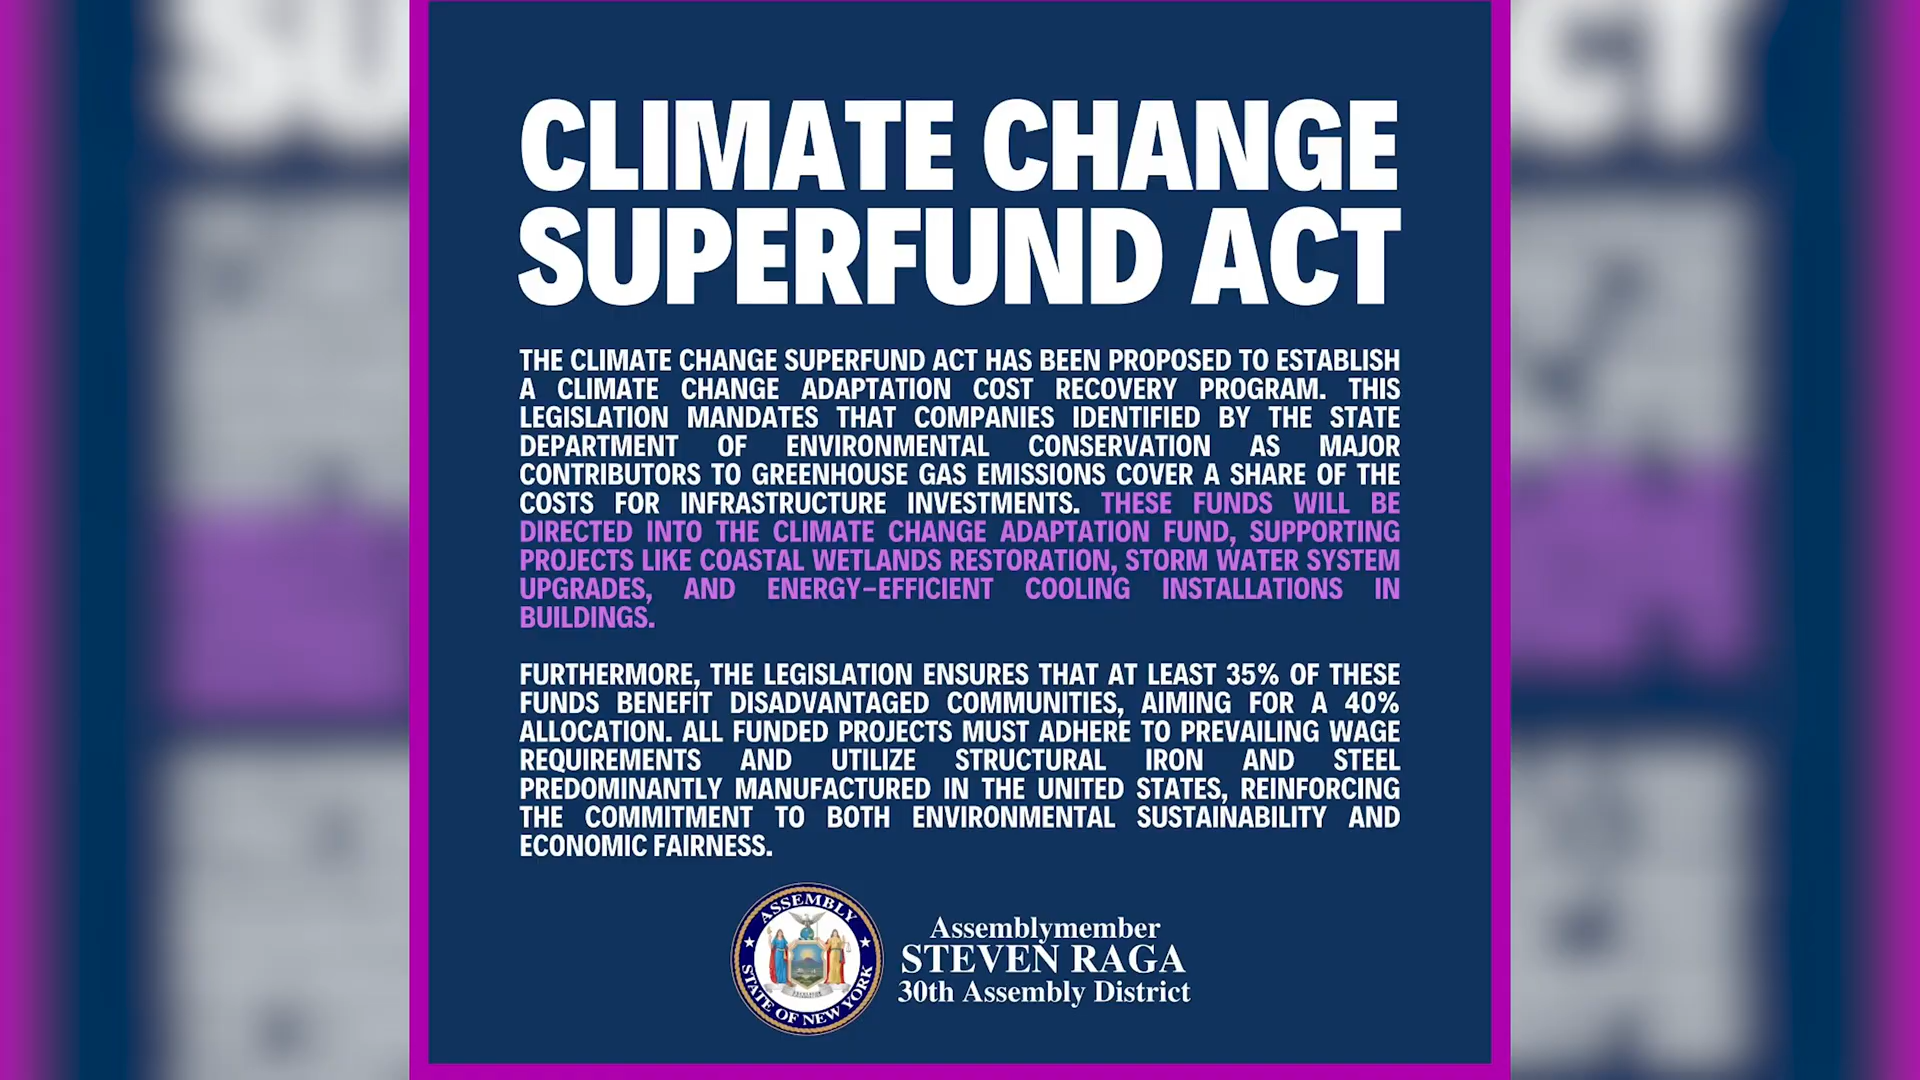 CLIMATE CHANGE
SUPERFUND ACT
THE CLIMATE CHANGE SUPERFUND ACT HAS BEEN PROPOSED TO ESTABLISH
A CLIMATE CHANGE ADAPTATION COST RECOVERY PROGRAM. THIS
LEGISLATION MANDATES THAT COMPANIES IDENTIFIED BY THE STATE
DEPARTMENT OF ENVIRONMENTAL CONSERVATION AS MAJOR
CONTRIBUTORS TO GREENHOUSE GAS EMISSIONS COVER A SHARE OF THE
COSTS FOR INFRASTRUCTURE INVESTMENTS. THESE FUNDS WILL BE
DIRECTED INTO THE CLIMATE CHANGE ADAPTATION FUND, SUPPORTING
PROJECTS LIKE COASTAL WETLANDS RESTORATION, STORM WATER SYSTEM
UPGRADES, AND ENERGY-EFFICIENT COOLING INSTALLATIONS IN
BUILDINGS.
FURTHERMORE, THE LEGISLATION ENSURES THAT AT LEAST 35% OF THESE
FUNDS BENEFIT DISADVANTAGED COMMUNITIES, AIMING FOR A 40%
ALLOCATION. ALL FUNDED PROJECTS MUST ADHERE TO PREVAILING WAGE
REQUIREMENTS AND UTILIZE STRUCTURAL IRON AND STEEL
PREDOMINANTLY MANUFACTURED IN THE UNITED STATES, REINFORCING
THE COMMITMENT TO BOTH ENVIRONMENTAL SUSTAINABILITY AND
ECONOMIC FAIRNESS.
ASSEMBLY
STATE OF NEW YORK
Assemblymember
STEVEN RAGA
30th Assembly District